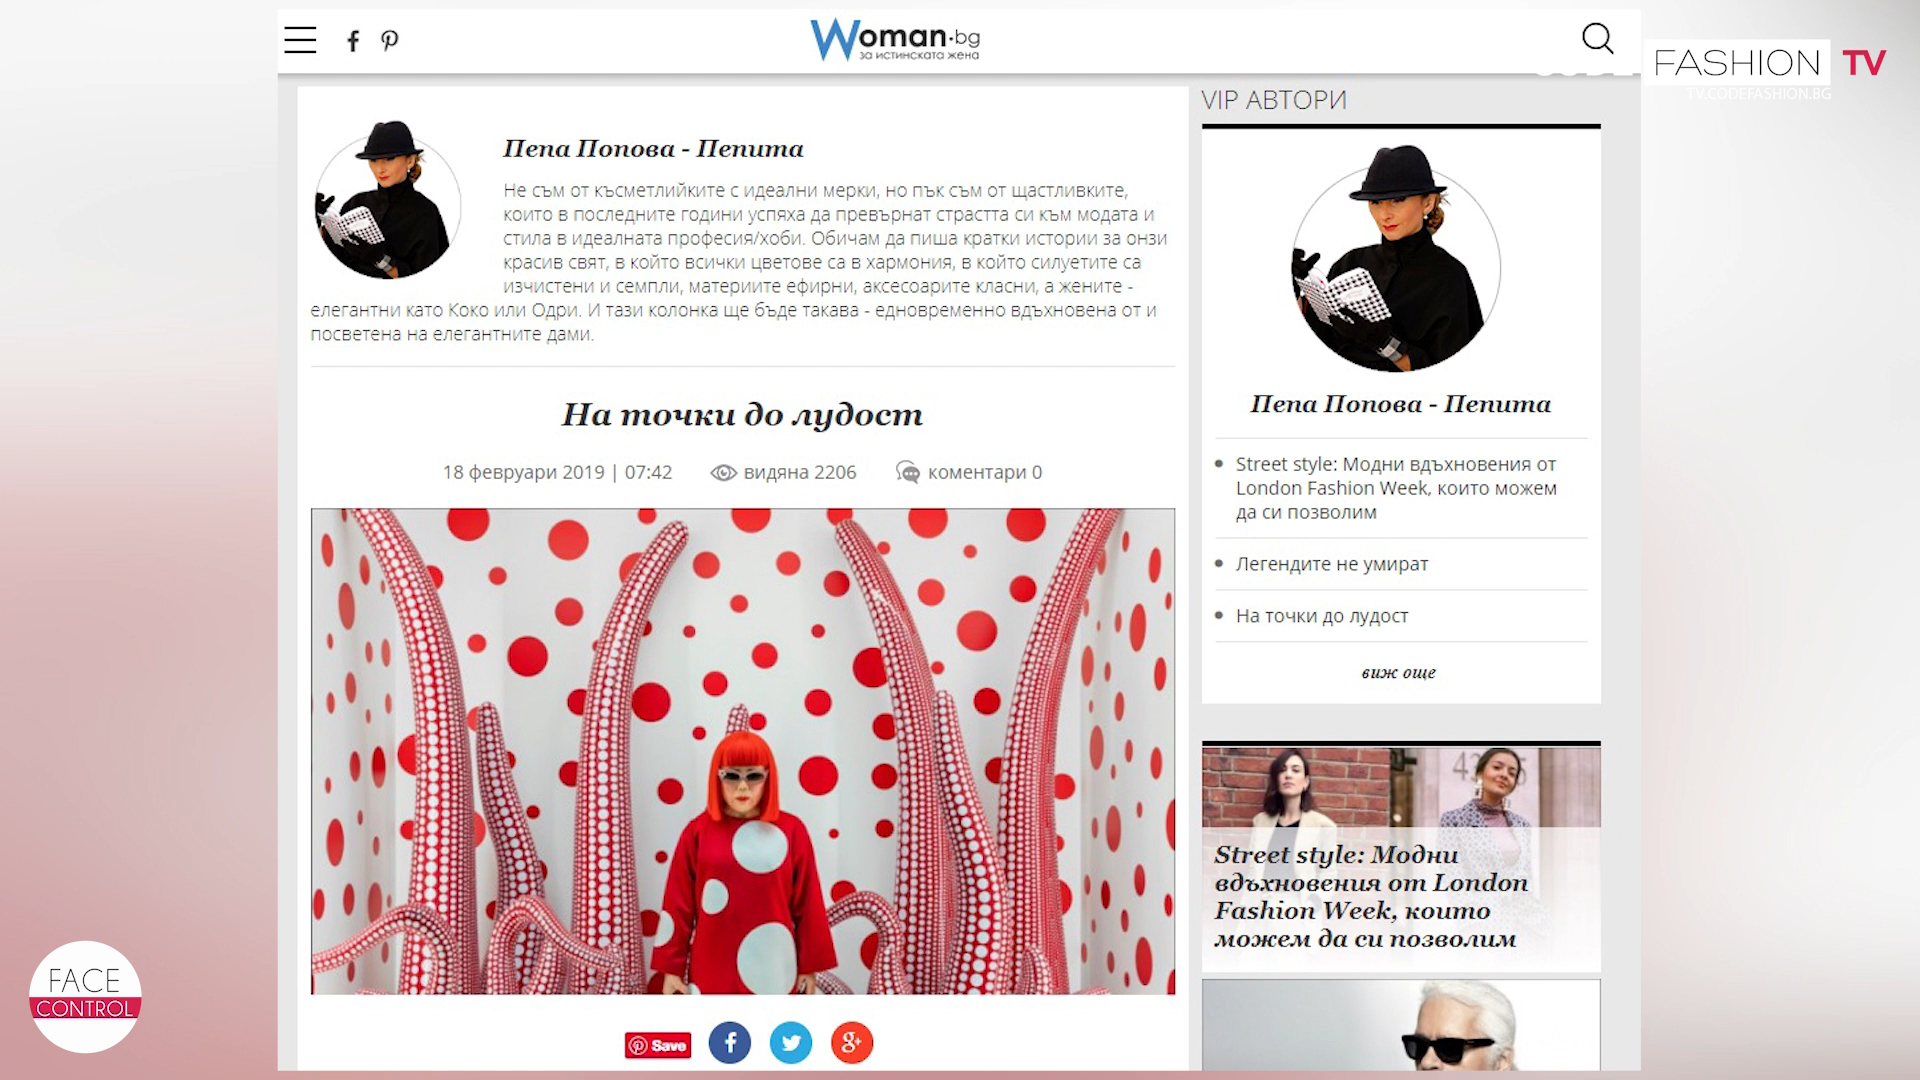 Woman.bg
за истинската жена
FASHION TV
TV.CODEFASHION.BG
Пепа Попова - Пепита
Не съм от късметлийките с идеални мерки, но пък съм от щастливките,
които в последните години успяха да превърнат страстта си към модата и
стила в идеалната професия/хоби. Обичам да пиша кратки истории за онзи
красив свят, в който всички цветове са в хармония, в който силуетите са
изчистени и семпли, материите ефирни, аксесоарите класни, а жените -
елегантни като Коко или Одри. И тази колонка ще бъде такава - едновременно вдъхновена от и
посветена на елегантните дами.
На точки до лудост
18 февруари 2019 | 07:42 видяна 2206 коментари 0
Save
VIP АВТОРИ
Пепа Попова - Пепита
Street style: Модни вдъхновения от
London Fashion Week, които можем
да си позволим
Легендите не умират
На точки до лудост
виж още
Street style: Модни
вдъхновения от London
Fashion Week, които
можем да си позволим
FACE
CONTROL